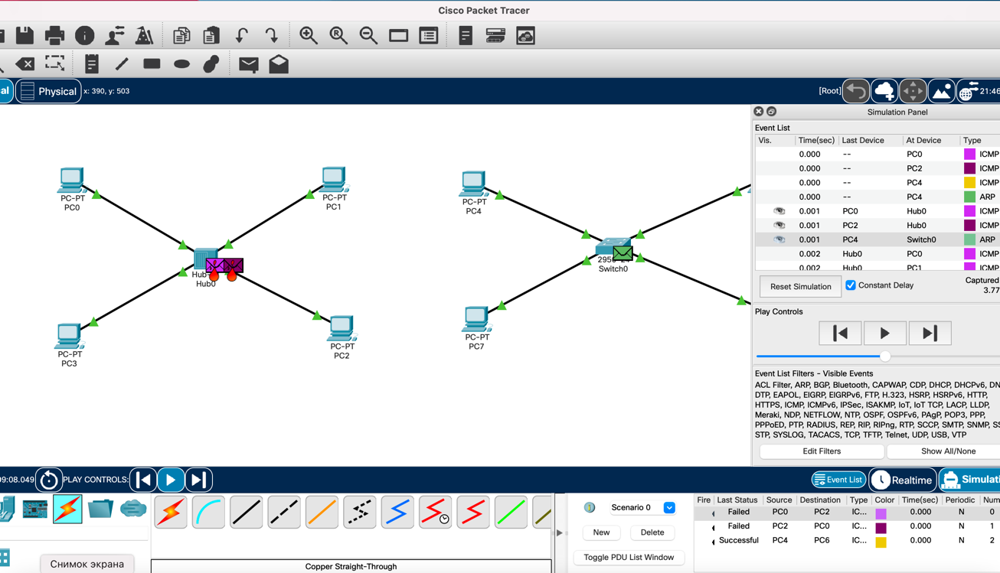 Cisco Packet Tracer
al
Physical
x: 390, y: 503
[Root]
21:46
PC-PT
PC0
PC-PT
PC1
Hub-
Hub0
PC-PT
PC3
PC-PT
PC2
PC-PT
PC4
Switch0
PC-PT
PC7
Simulation Panel
Event List
Vis. Time(sec) Last Device At Device Type
0.000 -- PC0 ICMP
0.000 -- PC2 ICMP
0.000 -- PC4 ICMP
0.000 -- PC4 ARP
0.001 PC0 Hub0 ICMP
0.001 PC2 Hub0 ICMP
0.001 PC4 Switch0 ARP
0.002 Hub0 PC0 ICMP
0.002 Hub0 PC1 ICMP
Reset Simulation
Constant Delay
Captured
3.77
Play Controls
Event List Filters - Visible Events
ACL Filter, ARP, BGP, Bluetooth, CAPWAP, CDP, DHCP, DHCPv6, DN
DTP, EAPOL, EIGRP, EIGRPv6, FTP, H.323, HSRP, HSRPv6, HTTP,
HTTPS, ICMP, ICMPv6, IPSec, ISAKMP, IoT, IoT TCP, LACP, LLDP,
Meraki, NDP, NETFLOW, NTP, OSPF, OSPFv6, PAgP, POP3, PPP,
PPPoED, PTP, RADIUS, REP, RIP, RIPng, RTP, SCCP, SMTP, SNMP, SS
STP, SYSLOG, TACACS, TCP, TFTP, Telnet, UDP, USB, VTP
Edit Filters
Show All/None
9:08.049
PLAY CONTROLS:
Event List
Realtime
Simulati
Scenario 0
New
Delete
Toggle PDU List Window
Fire Last Status Source Destination Type Color Time(sec) Periodic Num
Failed PC0 PC2 IC... 0.000 N 0
Failed PC2 PC0 IC... 0.000 N 1
Successful PC4 PC6 IC... 0.000 N 2
Снимок экрана
Copper Straight-Through